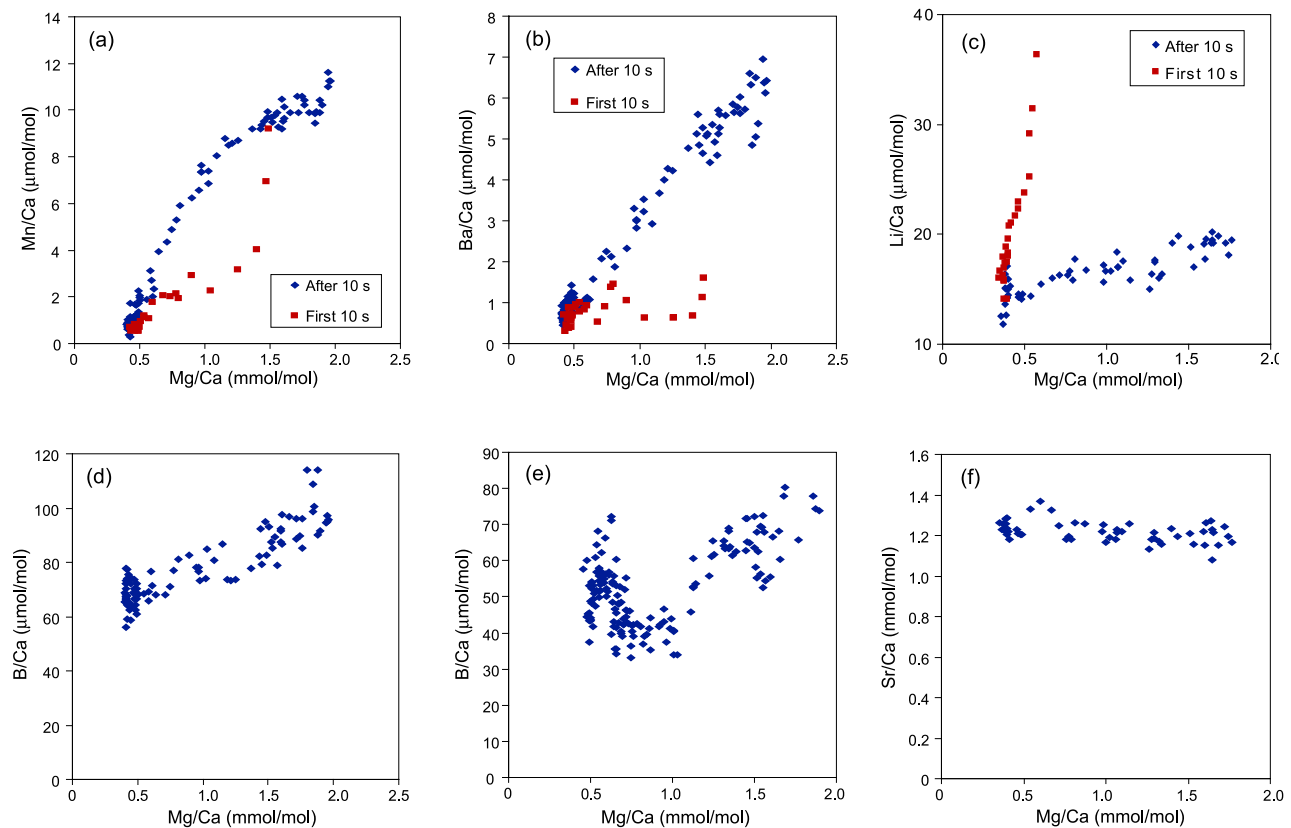 (a)
14
12
10
8
6
4
2
0
Mn/Ca (μmol/mol)
After 10 s
First 10 s
0 0.5 1.0 1.5 2.0 2.5
Mg/Ca (mmol/mol)
(b)
8
7
6
5
4
3
2
1
0
Ba/Ca (μmol/mol)
After 10 s
First 10 s
0 0.5 1.0 1.5 2.0 2.5
Mg/Ca (mmol/mol)
(c)
40
30
20
10
Li/Ca (μmol/mol)
After 10 s
First 10 s
0 0.5 1.0 1.5 2.0
Mg/Ca (mmol/mol)
(d)
120
100
80
60
40
20
0
B/Ca (μmol/mol)
0 0.5 1.0 1.5 2.0 2.5
Mg/Ca (mmol/mol)
(e)
90
80
70
60
50
40
30
20
10
0
B/Ca (μmol/mol)
0 0.5 1.0 1.5 2.0
Mg/Ca (mmol/mol)
(f)
1.6
1.4
1.2
1.0
0.8
0.6
0.4
0.2
0
Sr/Ca (mmol/mol)
0 0.5 1.0 1.5 2.0
Mg/Ca (mmol/mol)